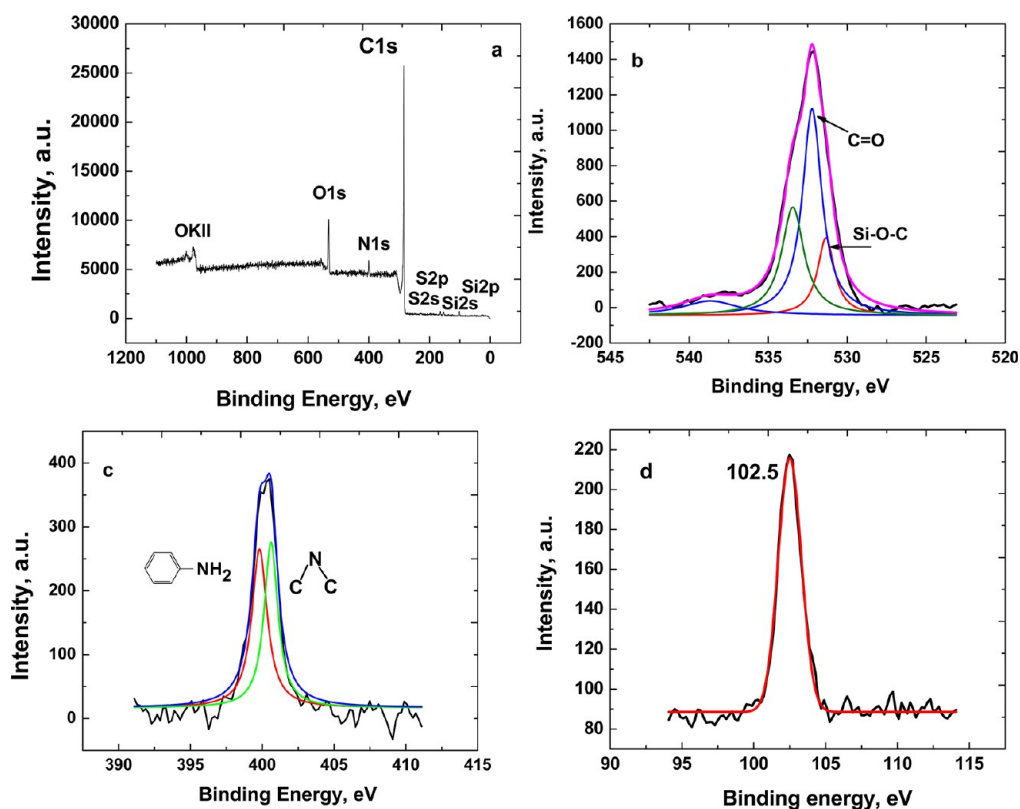 a
30000
25000
20000
15000
10000
5000
0
Intensity, a.u.
C1s
O1s
OKII
N1s
S2p
Si2p
S2s
Si2s
1200 1000 800 600 400 200 0
Binding Energy, eV
b
1600
1400
1200
1000
800
600
400
200
0
-200
Intensity, a.u.
C=O
Si-O-C
545 540 535 530 525 520
Binding Energy, eV
c
400
300
200
100
0
Intensity, a.u.
NH2
N
C C
390 395 400 405 410 415
Binding Energy, eV
d
220
200
180
160
140
120
100
80
Intensity, a.u.
102.5
90 95 100 105 110 115
Binding energy, eV